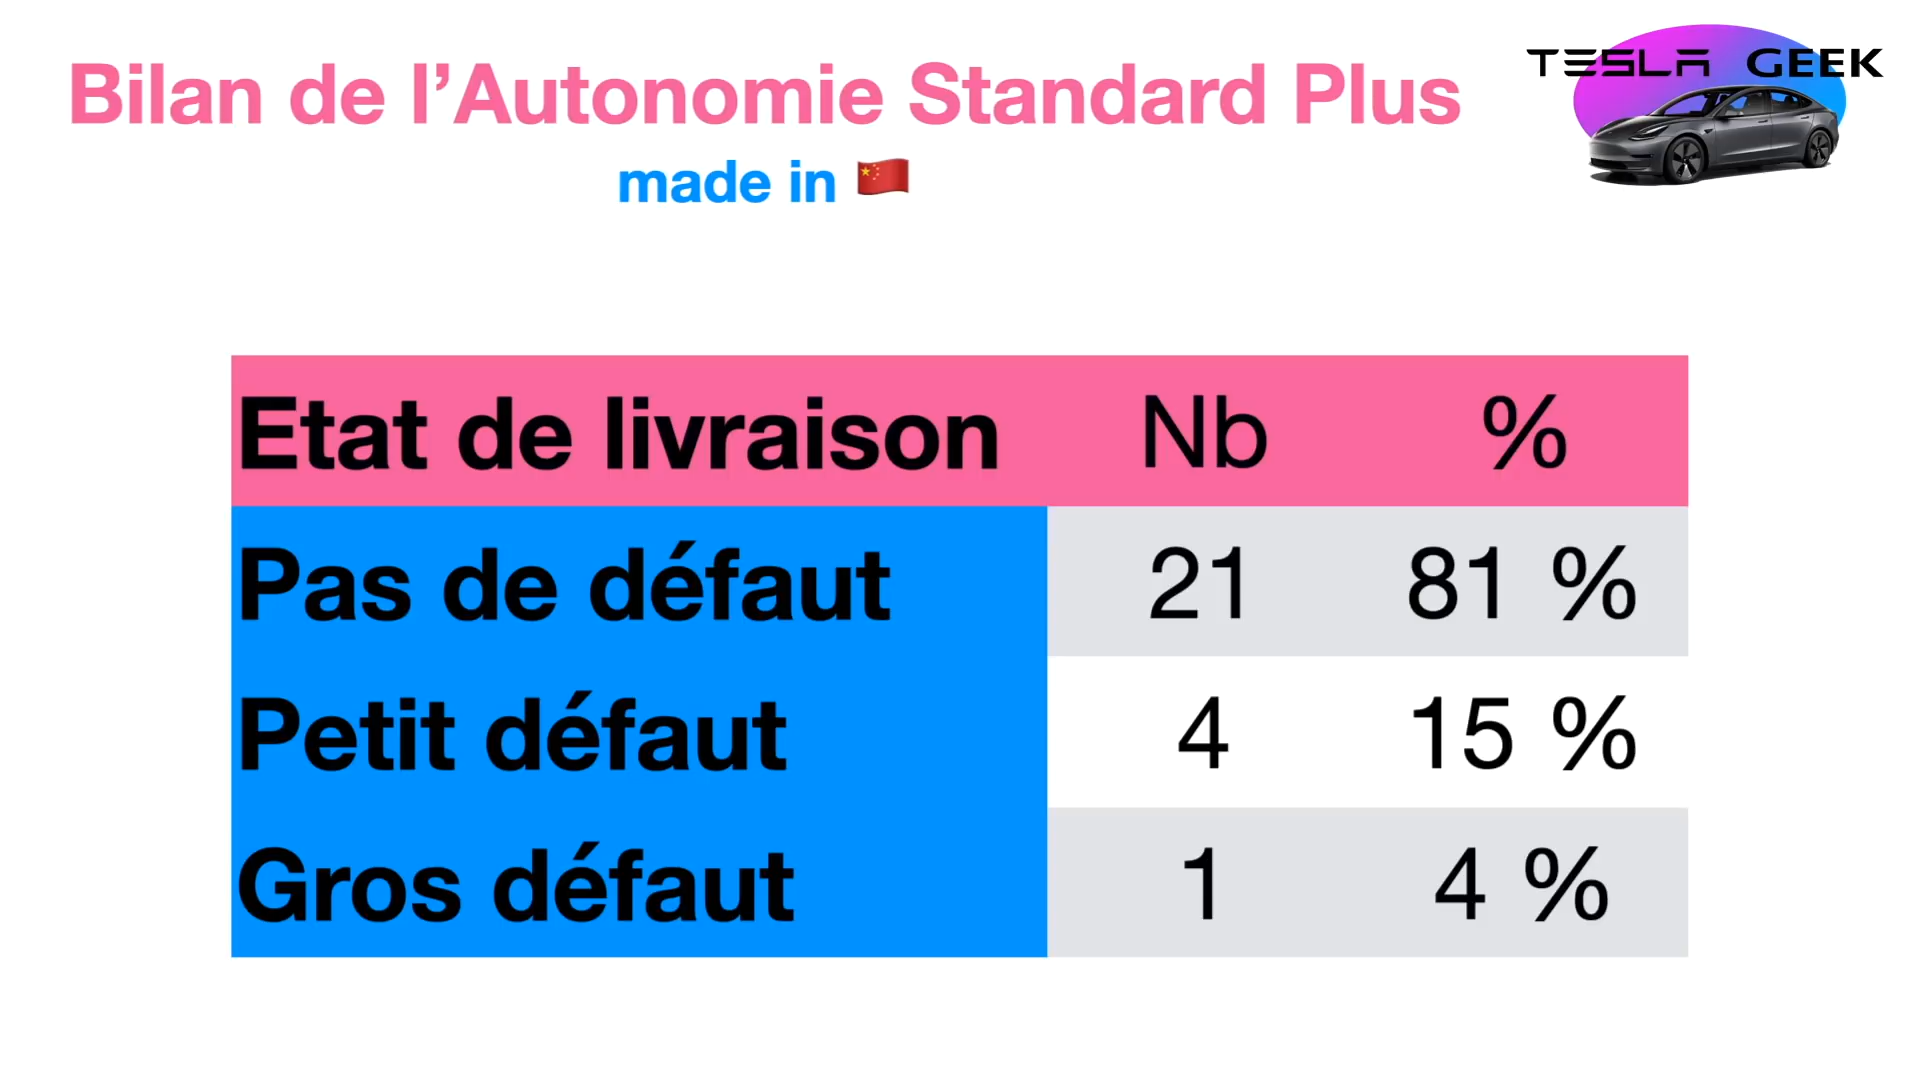 Bilan de l’Autonomie Standard Plus
made in 🇨🇳
TESLA GEEK
Etat de livraison Nb %
Pas de défaut 21 81 %
Petit défaut 4 15 %
Gros défaut 1 4 %